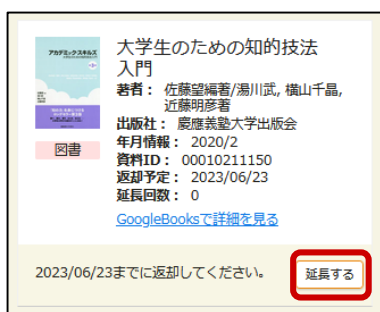 アカデミック・スキルズ
大学生のための知的技法
入門
著者： 佐藤望編著/湯川武, 横山千晶,
近藤明彦著
出版社： 慶應義塾大学出版会
図書
年月情報： 2020/2
資料ID： 00010211150
返却予定： 2023/06/23
延長回数： 0
GoogleBooksで詳細を見る
2023/06/23までに返却してください。
延長する